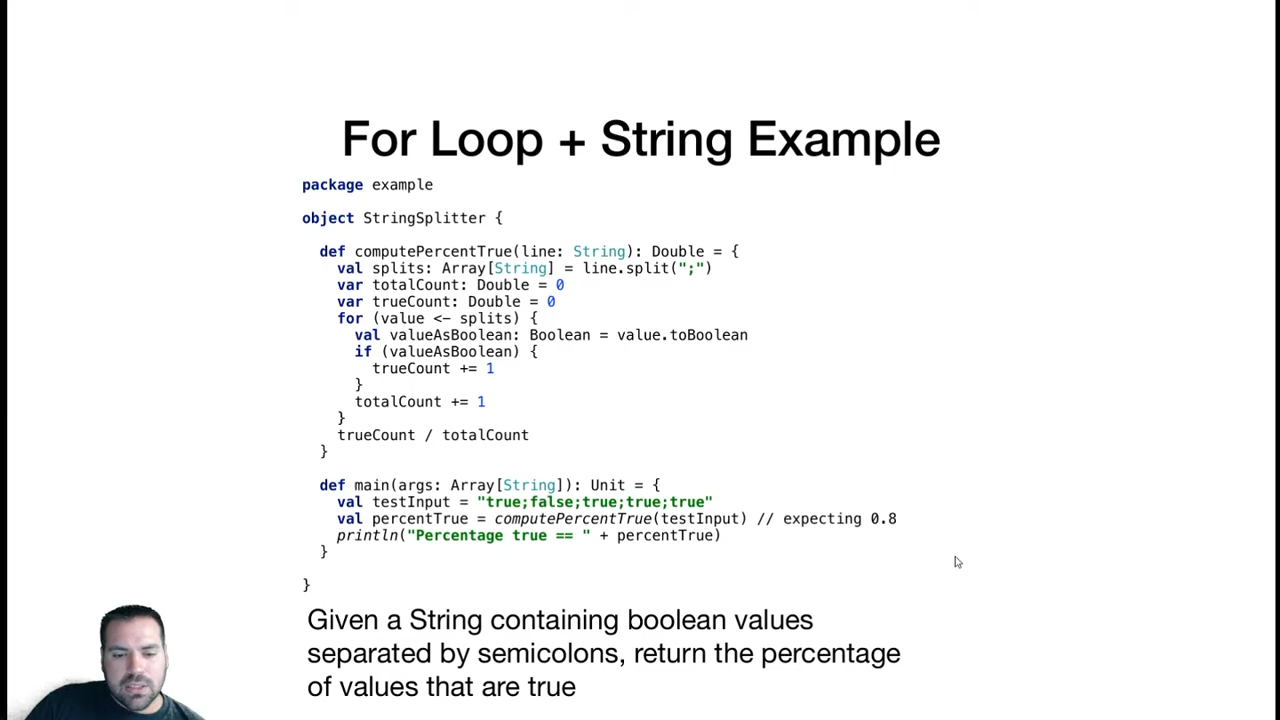 For Loop + String Example
package example
object StringSplitter {
def computePercentTrue(line: String): Double = {
val splits: Array[String] = line.split(";")
var totalCount: Double = 0
var trueCount: Double = 0
for (value <- splits) {
val valueAsBoolean: Boolean = value.toBoolean
if (valueAsBoolean) {
trueCount += 1
}
totalCount += 1
}
trueCount / totalCount
}
def main(args: Array[String]): Unit = {
val testInput = "true;false;true;true;true"
val percentTrue = computePercentTrue(testInput) // expecting 0.8
println("Percentage true == " + percentTrue)
}
}
Given a String containing boolean values
separated by semicolons, return the percentage
of values that are true